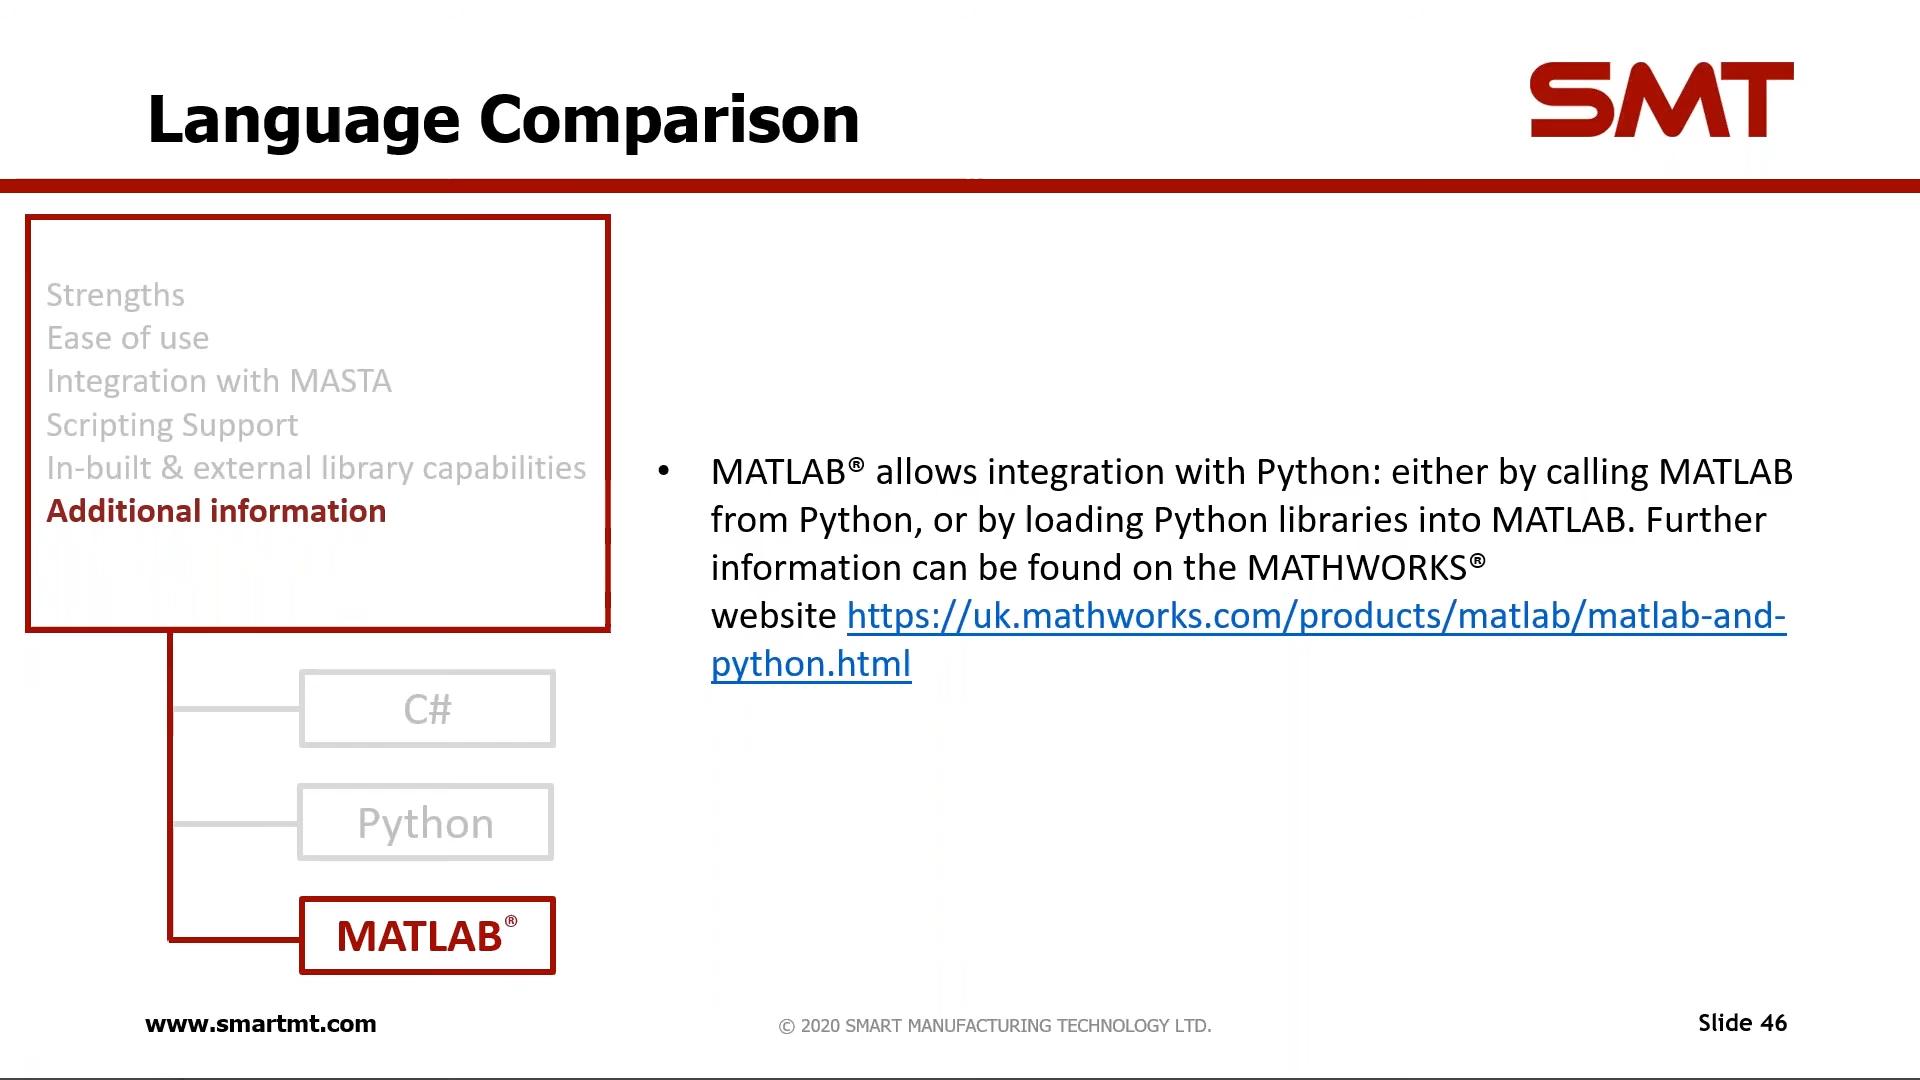 Language Comparison
SMT
Strengths
Ease of use
Integration with MASTA
Scripting Support
In-built & external library capabilities
Additional information
• MATLAB® allows integration with Python: either by calling MATLAB
from Python, or by loading Python libraries into MATLAB. Further
information can be found on the MATHWORKS®
website https://uk.mathworks.com/products/matlab/matlab-and-
python.html
C#
Python
MATLAB®
www.smartmt.com
© 2020 SMART MANUFACTURING TECHNOLOGY LTD.
Slide 46